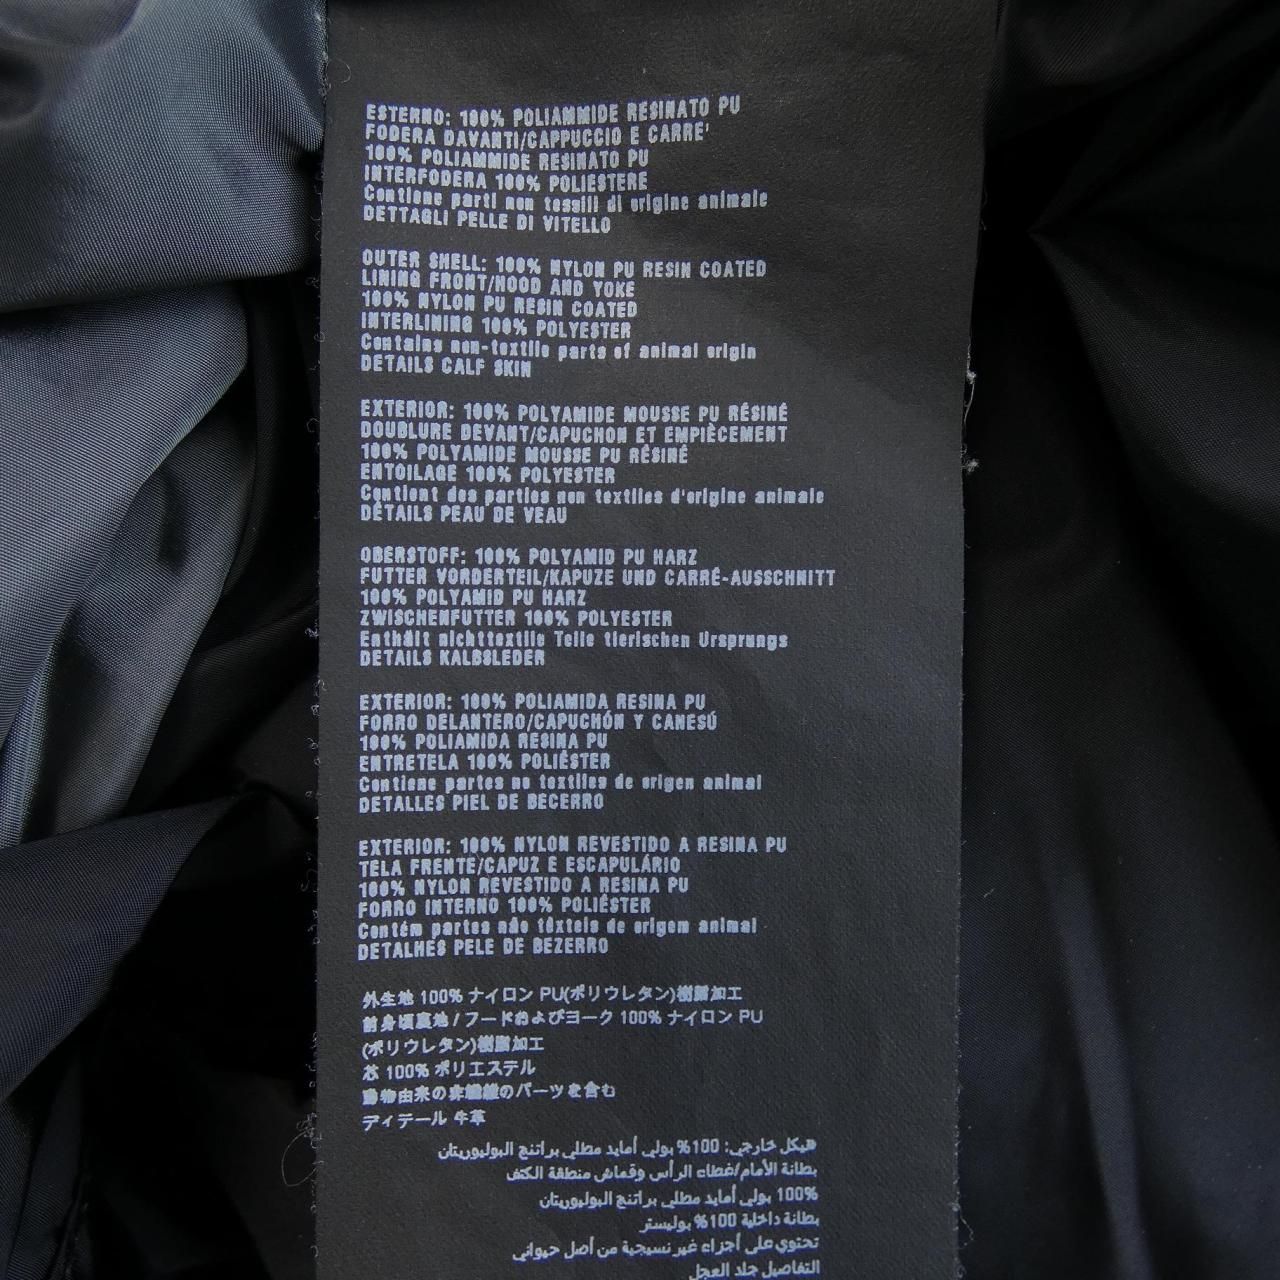 ESTERNO: 100% POLIAMMIDE RESINATO PU
FODERA DAVANTI/CAPPUCCIO E CARRE'
100% POLIAMMIDE RESINATO PU
INTERFODERA 100% POLIESTERE
Contiene parti non tessili di origine animale
DETTAGLI PELLE DI VITELLO
OUTER SHELL: 100% NYLON PU RESIN COATED
LINING FRONT/HOOD AND YOKE
100% NYLON PU RESIN COATED
INTERLINING 100% POLYESTER
Contains non-textile parts of animal origin
DETAILS CALF SKIN
EXTERIOR: 100% POLYAMIDE MOUSSE PU RÉSINÉ
DOUBLURE DEVANT/CAPUCHON ET EMPIÈCEMENT
100% POLYAMIDE MOUSSE PU RÉSINÉ
ENTOILAGE 100% POLYESTER
Contient des parties non textiles d'origine animale
DÉTAILS PEAU DE VEAU
OBERSTOFF: 100% POLYAMID PU HARZ
FUTTER VORDERTEIL/KAPUZE UND CARRÉ-AUSSCHNITT
100% POLYAMID PU HARZ
ZWISCHENFUTTER 100% POLYESTER
Enthält nichttextile Teile tierischen Ursprungs
DETAILS KALBSLEDER
EXTERIOR: 100% POLIAMIDA RESINA PU
FORRO DELANTERO/CAPUCHÓN Y CANESÚ
100% POLIAMIDA RESINA PU
ENTRETELA 100% POLIÉSTER
Contiene partes no textiles de origen animal
DETALLES PIEL DE BECERRO
EXTERIOR: 100% NYLON REVESTIDO A RESINA PU
TELA FRENTE/CAPUZ E ESCAPULÁRIO
100% NYLON REVESTIDO A RESINA PU
FORRO INTERNO 100% POLIÉSTER
Contém partes não têxteis de origem animal
DETALHES PELE DE BEZERRO
外生地 100% ナイロン PU(ポリウレタン)樹脂加工
前身頃裏地 / フードおよびヨーク 100% ナイロン PU
(ポリウレタン)樹脂加工
芯 100% ポリエステル
動物由来の非繊維のパーツを含む
ディテール 牛革
هيكل خارجي: 100% بولي أمايد مطلي براتنج البوليوريتان
بطانة الأمام/غطاء الرأس وقماش منطقة الكتف
100% بولي أمايد مطلي براتنج البوليوريتان
بطانة داخلية 100% بوليستر
تحتوي على أجزاء غير نسيجية من أصل حيواني
التفاصيل جلد العجل